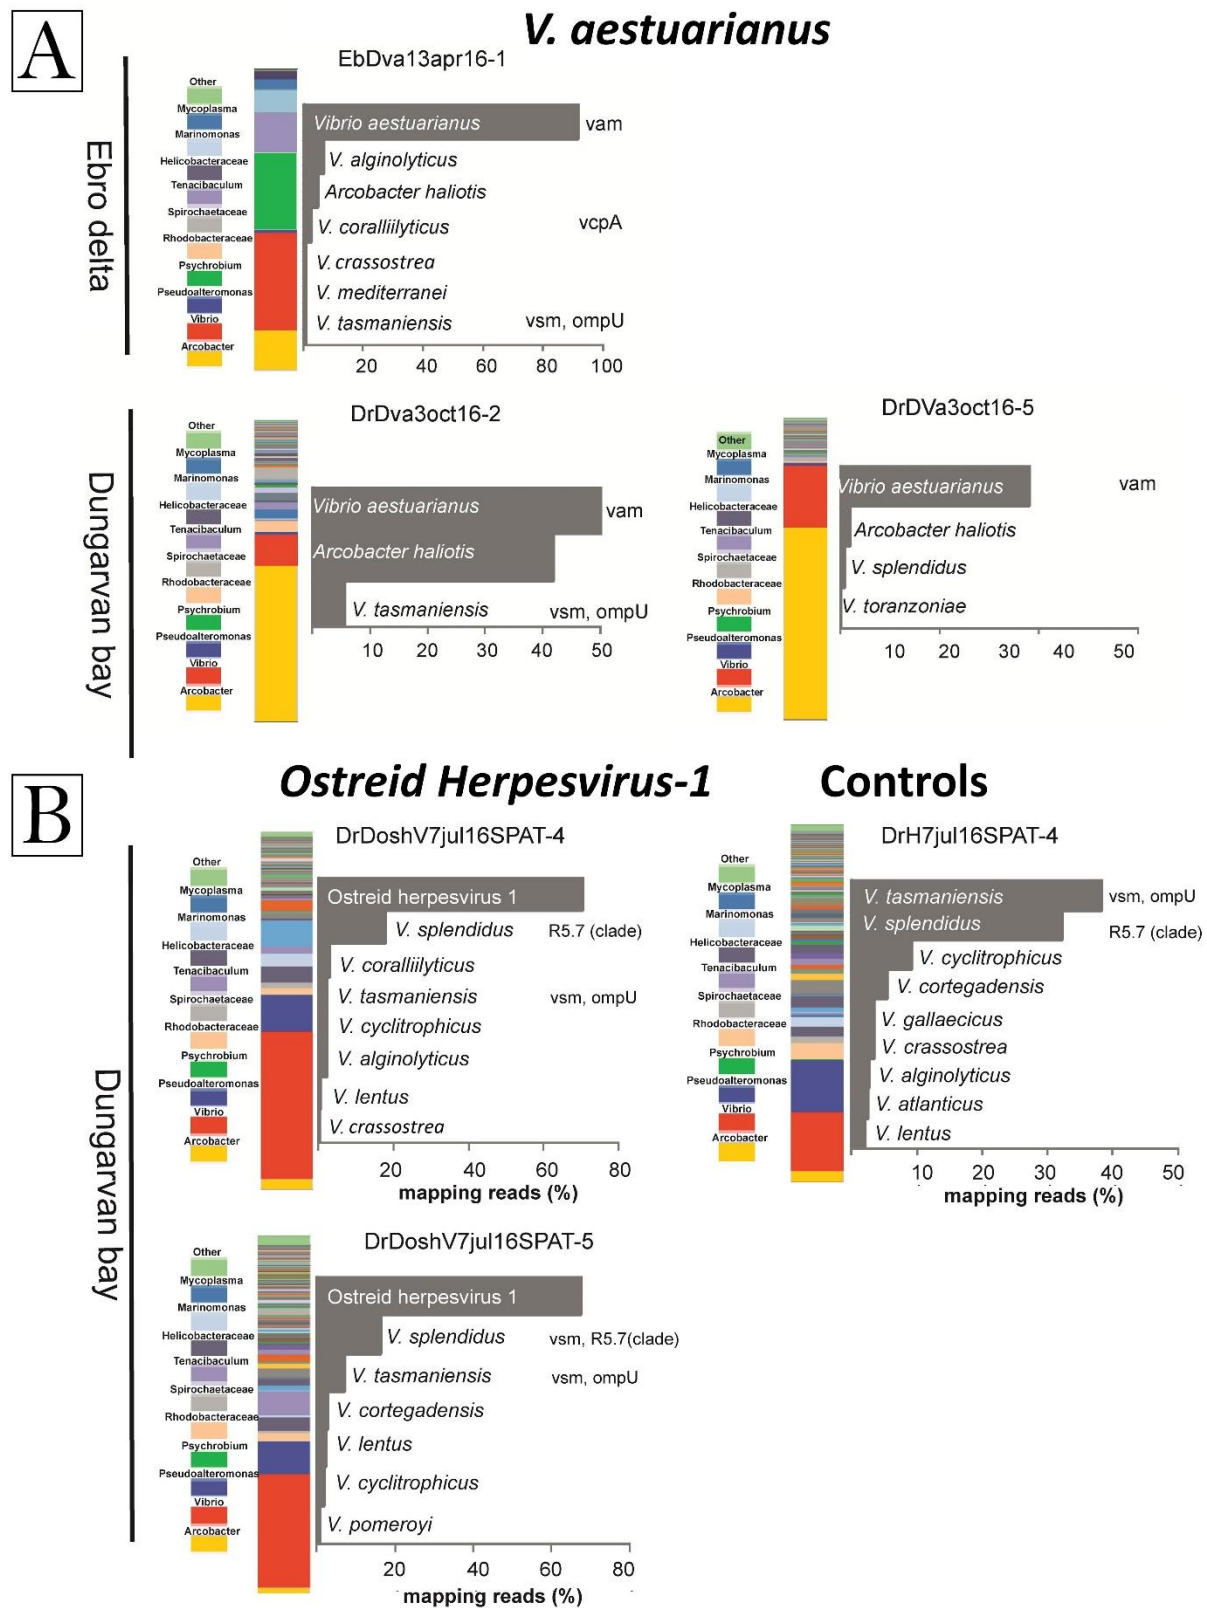 A
V. aestuarianus
Ebro delta
EbDva13apr16-1
Other
Mycoplasma
Marinomonas
Helicobacteraceae
Tenacibaculum
Spirochaetaceae
Rhodobacteraceae
Psychrobium
Pseudoalteromonas
Vibrio
Arcobacter
Vibrio aestuarianus vam
V. alginolyticus
Arcobacter haliotis
V. coralliilyticus vcpA
V. crassostrea
V. mediterranei
V. tasmaniensis vsm, ompU
20 40 60 80 100
Dungarvan bay
DrDva3oct16-2
Other
Mycoplasma
Marinomonas
Helicobacteraceae
Tenacibaculum
Spirochaetaceae
Rhodobacteraceae
Psychrobium
Pseudoalteromonas
Vibrio
Arcobacter
Vibrio aestuarianus vam
Arcobacter haliotis
V. tasmaniensis vsm, ompU
10 20 30 40 50
DrDVa3oct16-5
Other
Mycoplasma
Marinomonas
Helicobacteraceae
Tenacibaculum
Spirochaetaceae
Rhodobacteraceae
Psychrobium
Pseudoalteromonas
Vibrio
Arcobacter
Vibrio aestuarianus vam
Arcobacter haliotis
V. splendidus
V. toranzoniae
10 20 30 40 50
B
Ostreid Herpesvirus-1 Controls
Dungarvan bay
DrDoshV7jul16SPAT-4
Other
Mycoplasma
Marinomonas
Helicobacteraceae
Tenacibaculum
Spirochaetaceae
Rhodobacteraceae
Psychrobium
Pseudoalteromonas
Vibrio
Arcobacter
Ostreid herpesvirus 1
V. splendidus R5.7 (clade)
V. coralliilyticus
V. tasmaniensis vsm, ompU
V. cyclitrophicus
V. alginolyticus
V. lentus
V. crassostrea
20 40 60 80
mapping reads (%)
DrH7jul16SPAT-4
Other
Mycoplasma
Marinomonas
Helicobacteraceae
Tenacibaculum
Spirochaetaceae
Rhodobacteraceae
Psychrobium
Pseudoalteromonas
Vibrio
Arcobacter
V. tasmaniensis vsm, ompU
V. splendidus R5.7 (clade)
V. cyclitrophicus
V. cortegadensis
V. gallaecicus
V. crassostrea
V. alginolyticus
V. atlanticus
V. lentus
10 20 30 40 50
mapping reads (%)
DrDoshV7jul16SPAT-5
Other
Mycoplasma
Marinomonas
Helicobacteraceae
Tenacibaculum
Spirochaetaceae
Rhodobacteraceae
Psychrobium
Pseudoalteromonas
Vibrio
Arcobacter
Ostreid herpesvirus 1
V. splendidus vsm, R5.7(clade)
V. tasmaniensis vsm, ompU
V. cortegadensis
V. lentus
V. cyclitrophicus
V. pomeroyi
20 40 60 80
mapping reads (%)